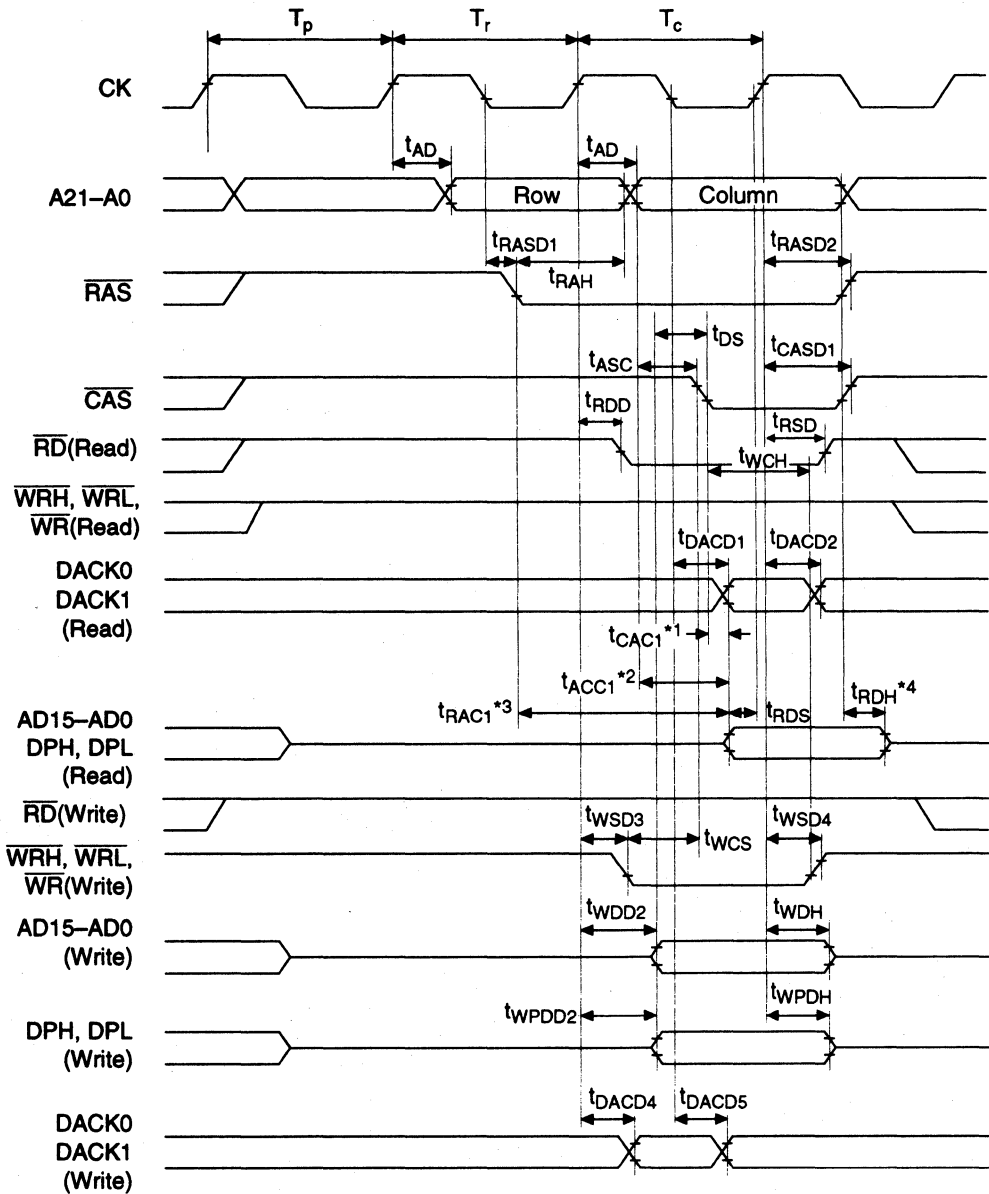 Tp Tr Tc
CK
tAD tAD
A21–A0 Row Column
tRASD1 tRASD2
RAS tRAH
tDS
tASC tCASD1
CAS
tRDD tRSD
RD(Read) tWCH
WRH, WRL,
WR(Read)
tDACD1 tDACD2
DACK0
DACK1
(Read)
tCAC1*1
tACC1*2
tRAC1*3 tRDS tRDH*4
AD15–AD0
DPH, DPL
(Read)
RD(Write)
tWSD3 tWCS tWSD4
WRH, WRL,
WR(Write)
tWDD2 tWDH
AD15–AD0
(Write)
tWPDD2 tWPDH
DPH, DPL
(Write)
tDACD4 tDACD5
DACK0
DACK1
(Write)